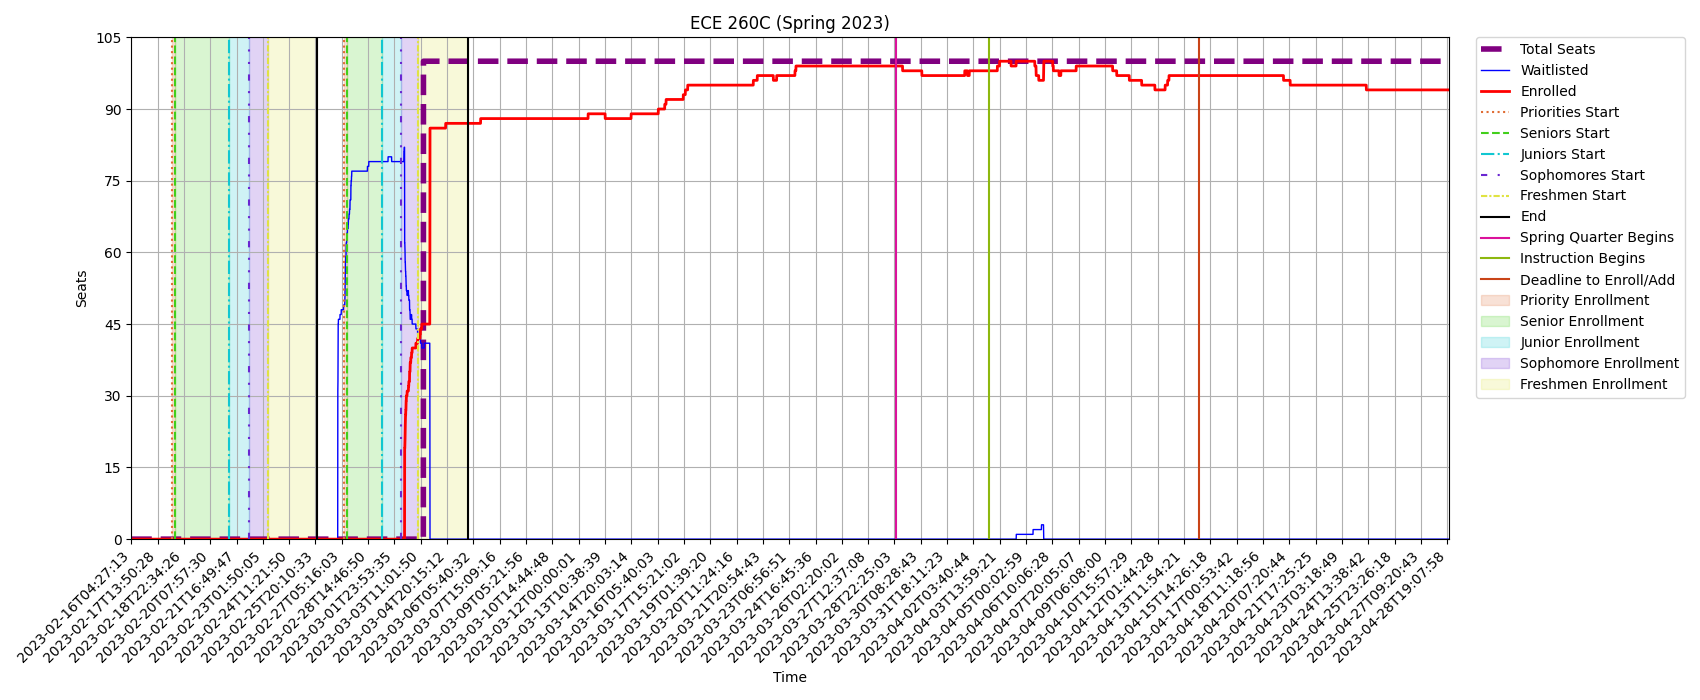 ECE 260C (Spring 2023)
105
90
75
60
45
30
15
0
Seats
2023-02-16T04:27:13
2023-02-17T13:50:28
2023-02-18T22:34:26
2023-02-20T07:57:30
2023-02-21T16:49:47
2023-02-23T01:50:05
2023-02-24T11:21:50
2023-02-25T20:10:33
2023-02-27T05:16:03
2023-02-28T14:46:50
2023-03-01T23:53:35
2023-03-03T11:01:50
2023-03-04T20:15:12
2023-03-06T05:40:32
2023-03-07T15:09:16
2023-03-09T05:21:56
2023-03-10T14:44:48
2023-03-12T00:00:01
2023-03-13T10:38:39
2023-03-14T20:03:14
2023-03-16T05:40:03
2023-03-17T15:21:02
2023-03-19T01:39:20
2023-03-20T11:24:16
2023-03-21T20:54:43
2023-03-23T06:56:51
2023-03-24T16:45:36
2023-03-26T02:20:02
2023-03-27T12:37:08
2023-03-28T22:25:03
2023-03-30T08:28:43
2023-03-31T18:11:23
2023-04-02T03:40:44
2023-04-03T13:59:21
2023-04-05T00:02:59
2023-04-06T10:06:28
2023-04-07T20:05:07
2023-04-09T06:08:00
2023-04-10T15:57:29
2023-04-12T01:44:28
2023-04-13T11:54:21
2023-04-15T14:26:18
2023-04-17T00:53:42
2023-04-18T11:18:56
2023-04-20T07:20:44
2023-04-21T17:25:25
2023-04-23T03:18:49
2023-04-24T13:38:42
2023-04-25T23:26:18
2023-04-27T09:20:43
2023-04-28T19:07:58
Time
Total Seats
Waitlisted
Enrolled
Priorities Start
Seniors Start
Juniors Start
Sophomores Start
Freshmen Start
End
Spring Quarter Begins
Instruction Begins
Deadline to Enroll/Add
Priority Enrollment
Senior Enrollment
Junior Enrollment
Sophomore Enrollment
Freshmen Enrollment